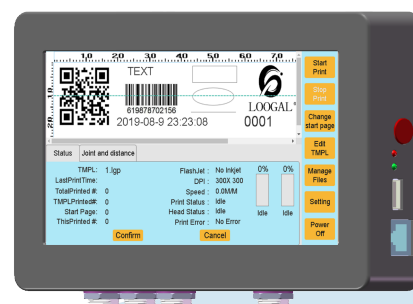 1,0 2,0 3,0 4,0 5,0 6,0 7,0
1,0
2,0
TEXT
619878702156
LOOGAL
2019-08-9 23:23:08
0001
Status Joint and distance
TMPL: 1.lgp
LastPrintTime:
TotalPrinted #: 0
TMPLPrinted#: 0
Start Page: 0
ThisPrinted #: 0
FlashJet : No Inkjet
DPI : 300X 300
Speed : 0.0M/M
Print Status : Idle
Head Status : Idle
Print Error : No Error
0% 0%
Idle Idle
Confirm Cancel
Start
Print
Stop
Print
Change
start page
Edit
TMPL
Manage
Files
Setting
Power
Off